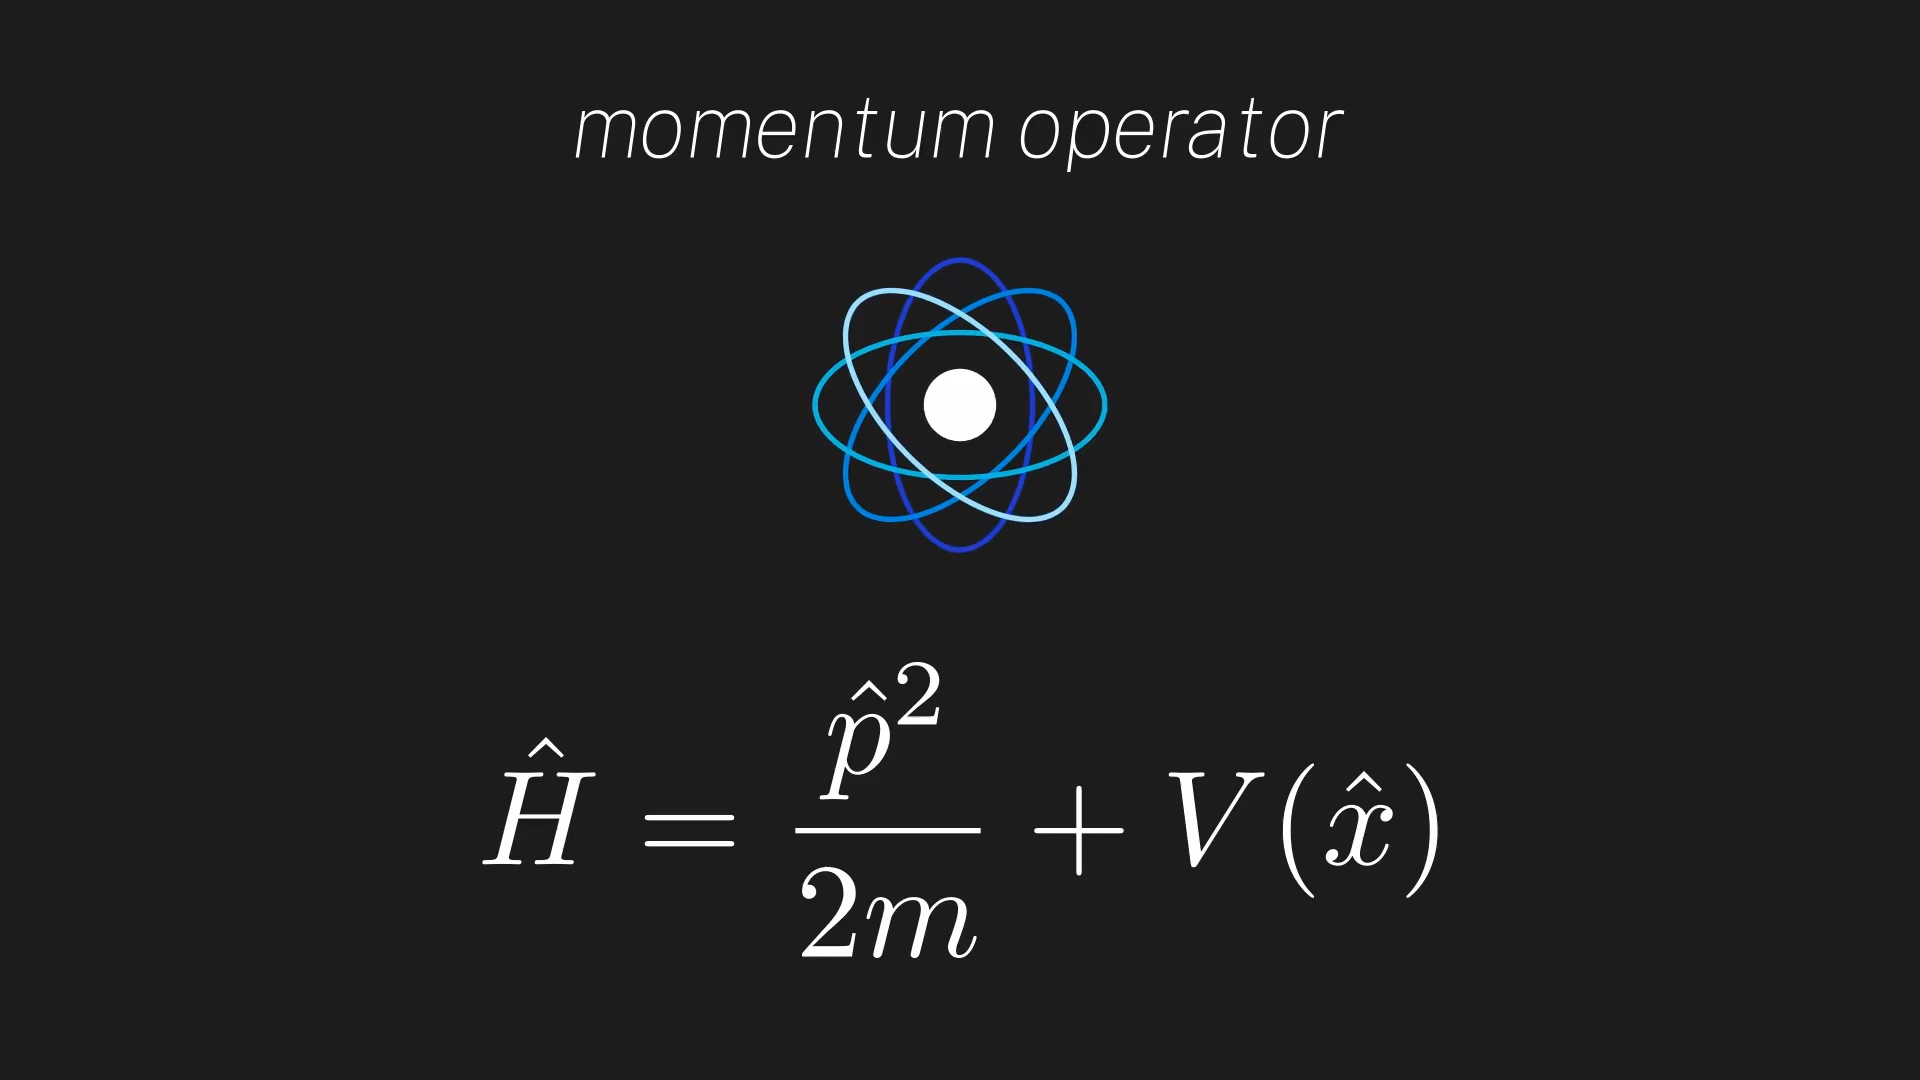 momentum operator
Ĥ = p̂²/2m + V(x̂)